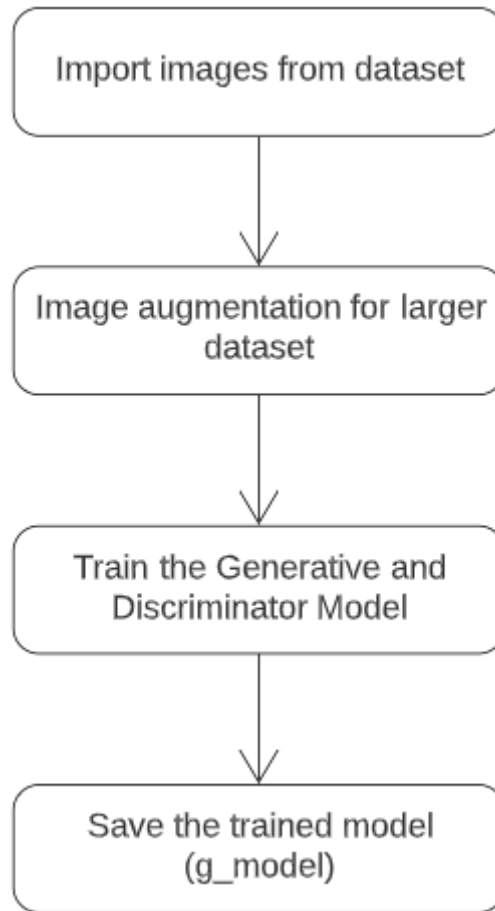 Import images from dataset
Image augmentation for larger
dataset
Train the Generative and
Discriminator Model
Save the trained model
(g_model)